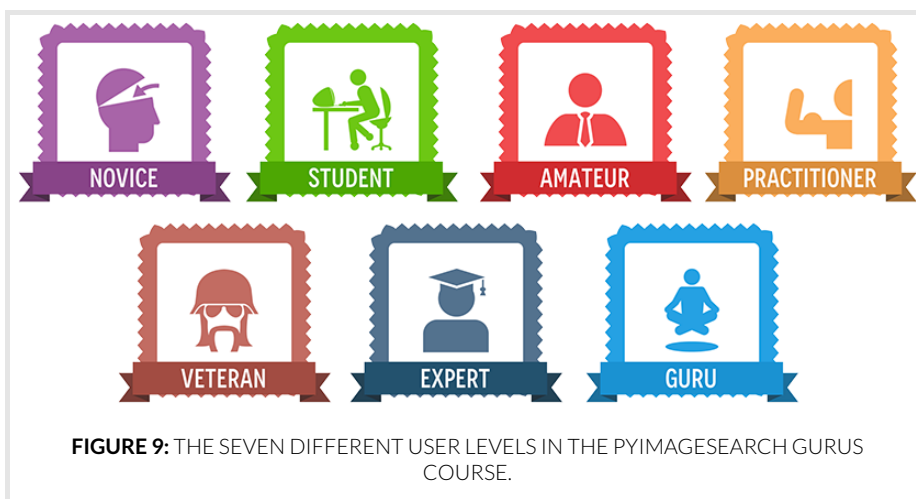 NOVICE
STUDENT
AMATEUR
PRACTITIONER
VETERAN
EXPERT
GURU
FIGURE 9: THE SEVEN DIFFERENT USER LEVELS IN THE PYIMAGESEARCH GURUS
COURSE.